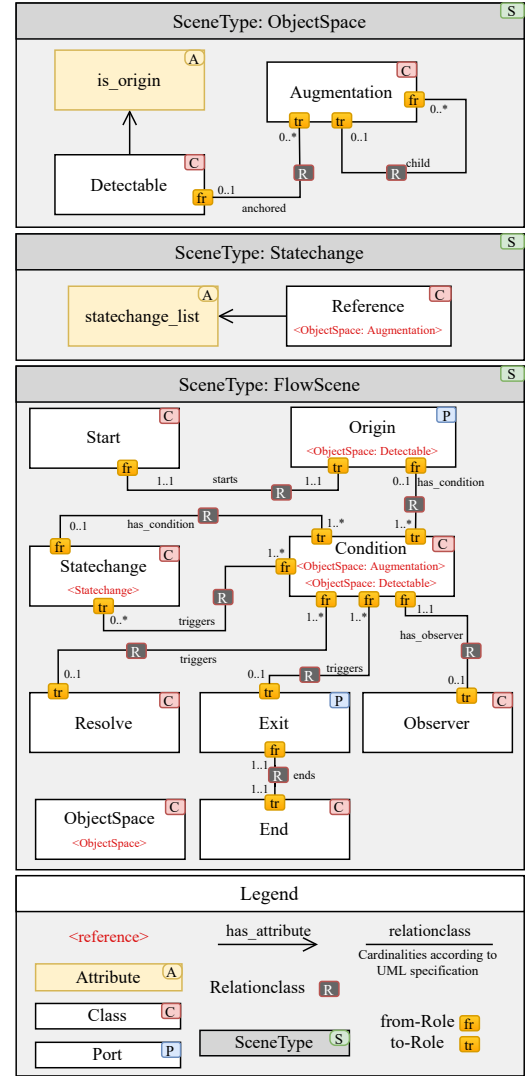 SceneType: ObjectSpace
S
A
is_origin
C
Augmentation
fr
tr
tr
0..*
0..1
0..*
C
Detectable
R
child
R
fr
0..1
anchored
SceneType: Statechange
S
A
statechange_list
C
Reference
<ObjectSpace: Augmentation>
SceneType: FlowScene
S
C
Start
P
Origin
<ObjectSpace: Detectable>
fr
tr
fr
1..1
starts
1..1
0..1
has_condition
R
R
0..1
has_condition
R
1..*
1..*
fr
tr
tr
C
Statechange
<Statechange>
1..*
C
Condition
fr
<ObjectSpace: Augmentation>
<ObjectSpace: Detectable>
tr
R
fr
fr
fr
0..*
triggers
1..*
1..*
1..1
has_observer
R
triggers
R
0..1
0..1
triggers
R
0..1
tr
tr
tr
C
Resolve
P
Exit
C
Observer
fr
1..1
R
ends
1..1
C
ObjectSpace
<ObjectSpace>
tr
C
End
Legend
<reference>
has_attribute
relationclass
Cardinalities according to
UML specification
Attribute
A
Relationclass
R
Class
C
from-Role
fr
Port
P
SceneType
S
to-Role
tr